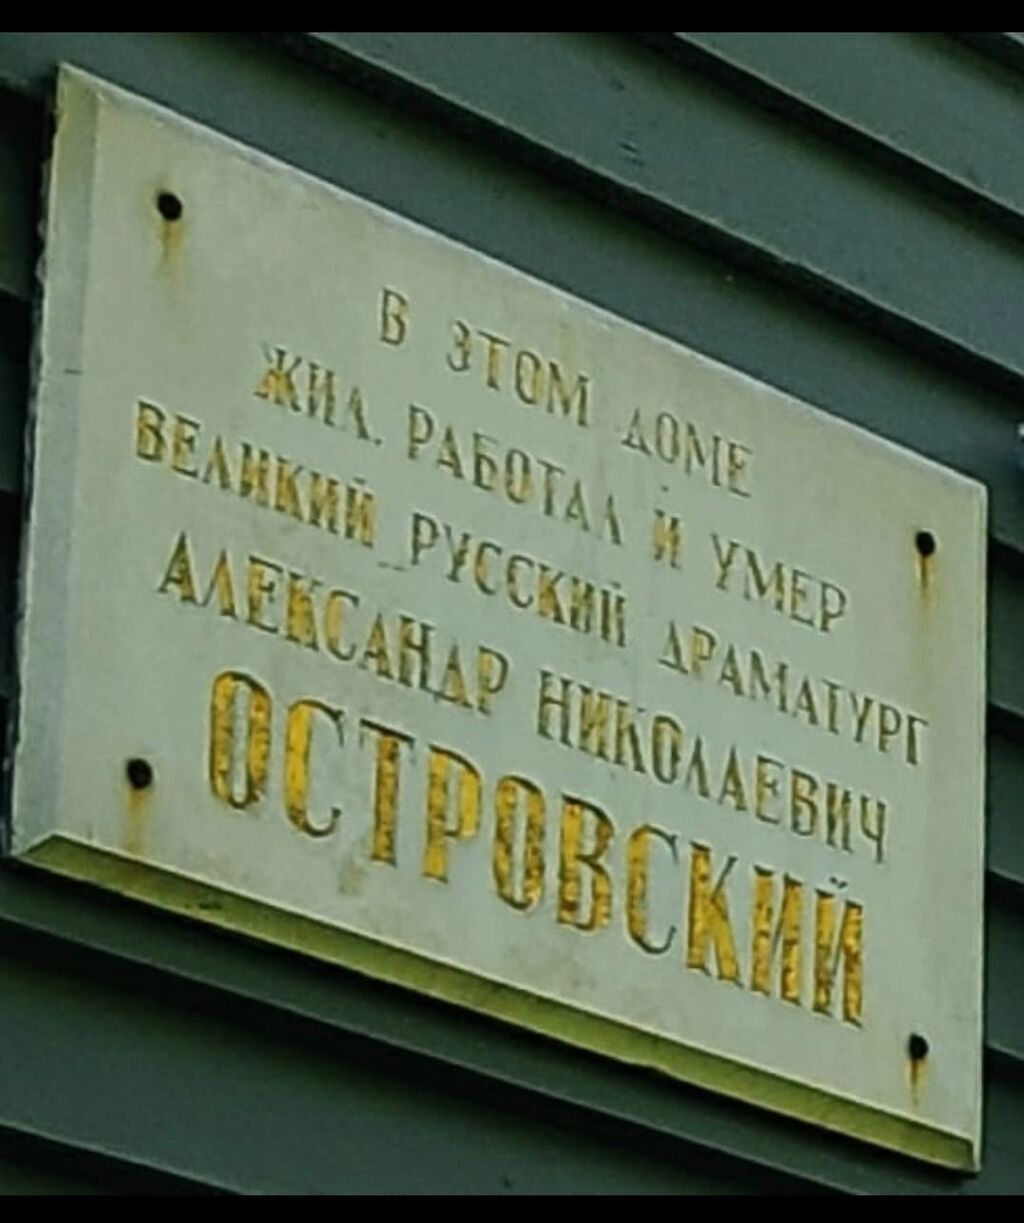 В ЭТОМ ДОМЕ
ЖИЛ, РАБОТАЛ И УМЕР
ВЕЛИКИЙ РУССКИЙ ДРАМАТУРГ
АЛЕКСАНДР НИКОЛАЕВИЧ
ОСТРОВСКИЙ